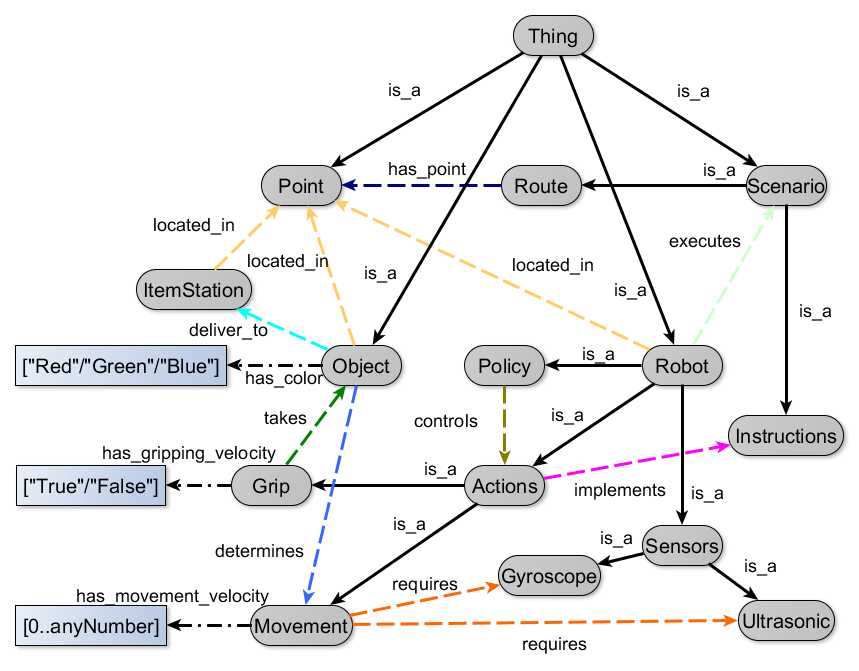 Thing
is_a
is_a
has_point
is_a
Point
Route
Scenario
located_in
executes
located_in
located_in
is_a
is_a
ItemStation
is_a
deliver_to
["Red"/"Green"/"Blue"]
has_color
Object
Policy
is_a
Robot
takes
controls
is_a
Instructions
has_gripping_velocity
["True"/"False"]
Grip
is_a
Actions
implements
is_a
is_a
determines
is_a
Sensors
is_a
Gyroscope
requires
has_movement_velocity
[0..anyNumber]
Movement
Ultrasonic
requires